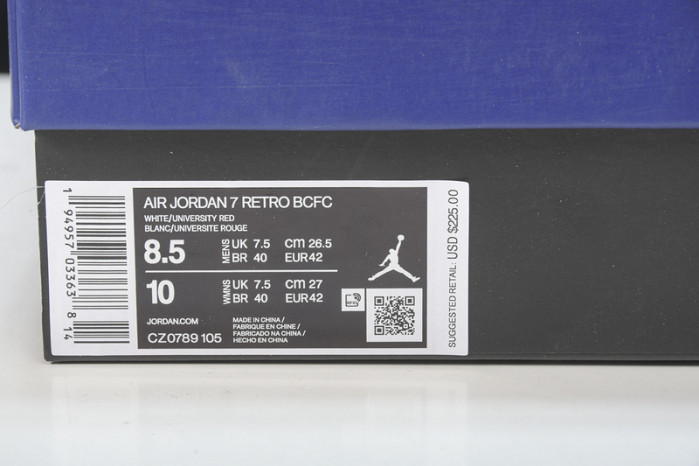 AIR JORDAN 7 RETRO BCFC
WHITE/UNIVERSITY RED
BLANC/UNIVERSITE ROUGE
8.5 MENS UK 7.5 CM 26.5
BR 40 EUR42
10 WMNS UK 7.5 CM 27
BR 40 EUR42
JORDAN.COM
CZ0789 105
MADE IN CHINA /
FABRIQUE EN CHINE /
FABRICADO NA CHINA /
HECHO EN CHINA
1 94957 03363 8 14
SUGGESTED RETAIL: USD $225.00